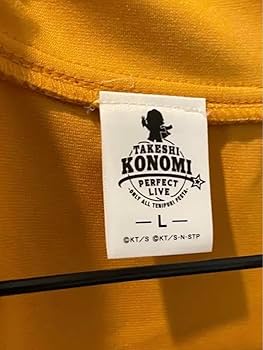 TAKESHI
KONOMI
PERFECT
LIVE
-ONLY ALL TENIPURI FESTA-
-L-
©KT/S ©KT/S-N-STP